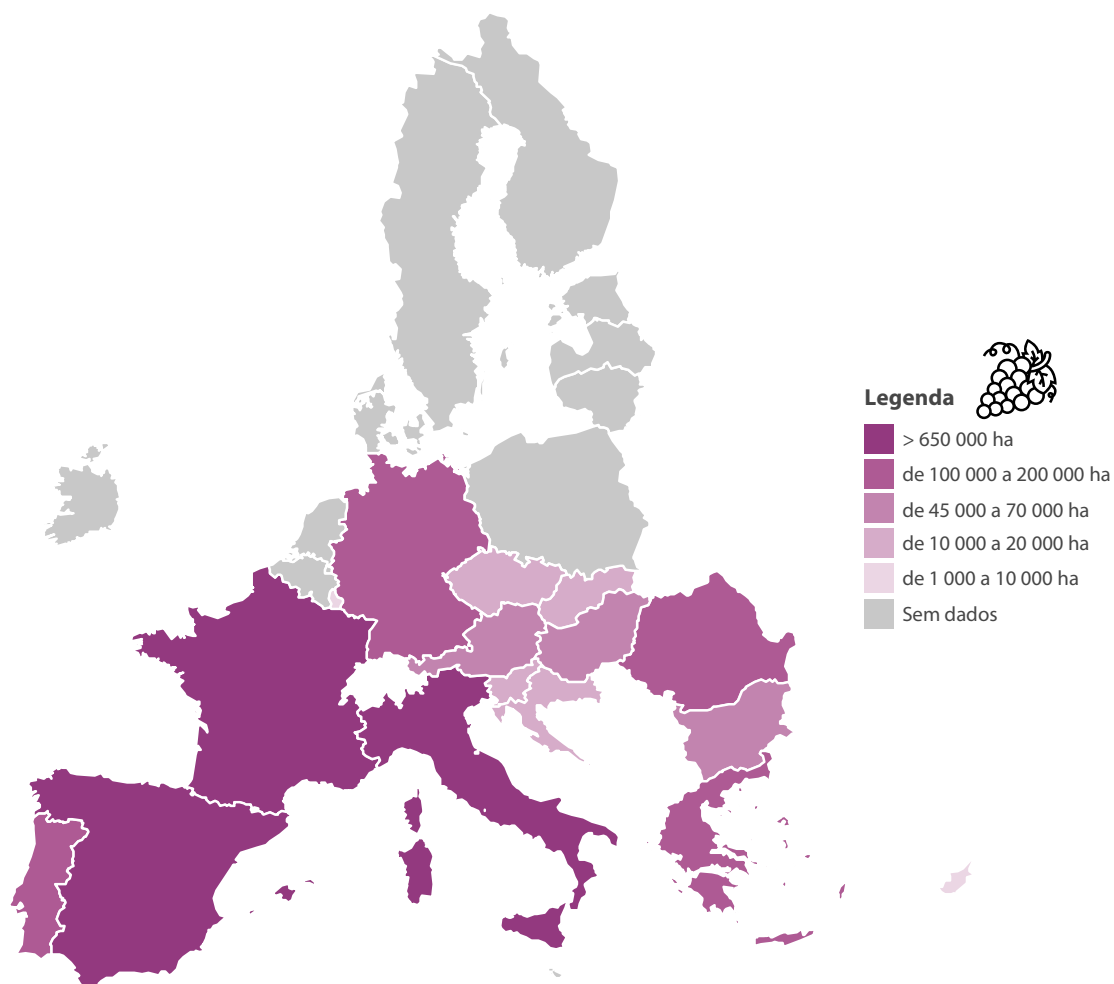 Legenda
> 650 000 ha
de 100 000 a 200 000 ha
de 45 000 a 70 000 ha
de 10 000 a 20 000 ha
de 1 000 a 10 000 ha
Sem dados